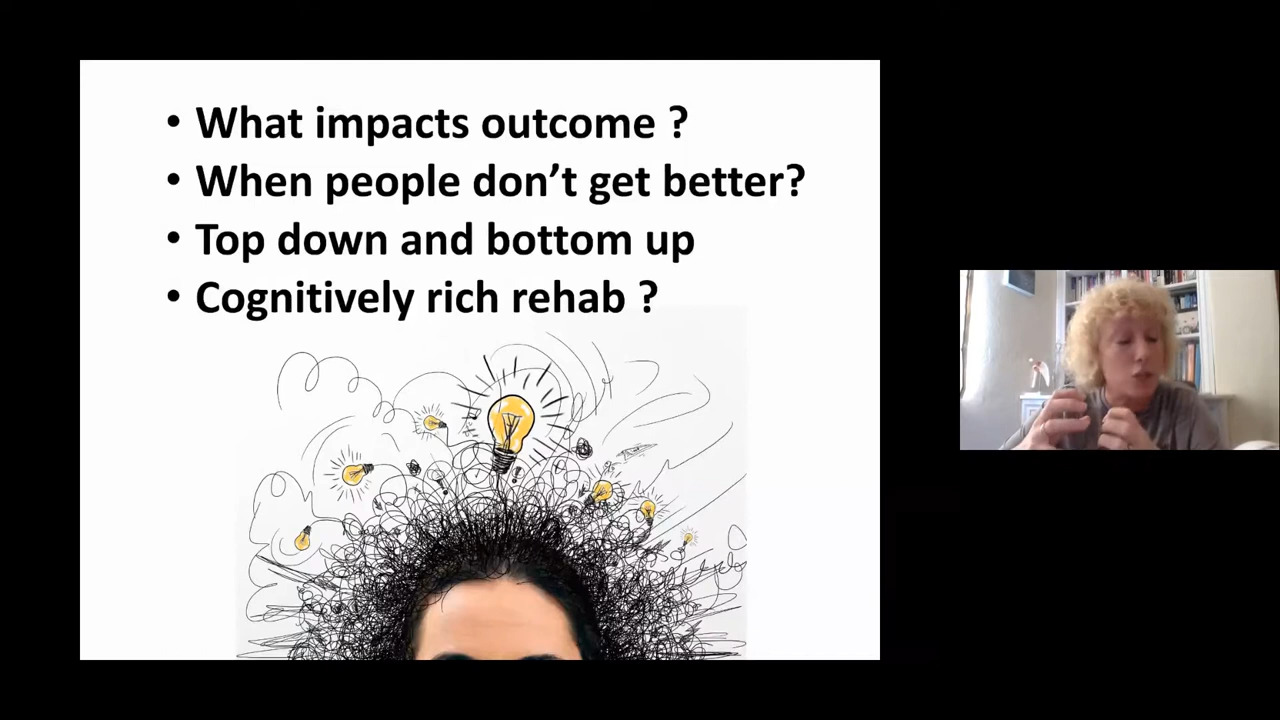 • What impacts outcome ?
• When people don’t get better?
• Top down and bottom up
• Cognitively rich rehab ?